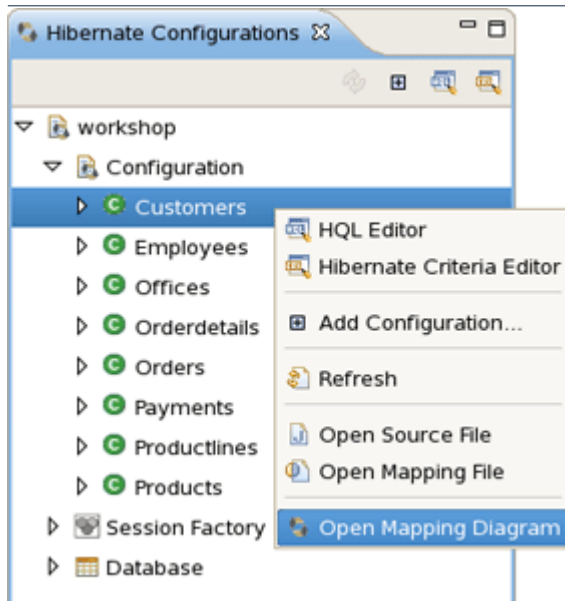 Hibernate Configurations
workshop
Configuration
Customers
Employees
Offices
Orderdetails
Orders
Payments
Productlines
Products
Session Factory
Database
HQL Editor
Hibernate Criteria Editor
Add Configuration...
Refresh
Open Source File
Open Mapping File
Open Mapping Diagram